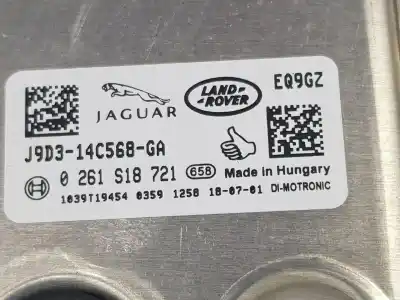 JAGUAR
LAND-
ROVER
EQ9GZ
J9D3-14C568-GA
0 261 S18 721 658 Made in Hungary
1039T19454 0359 1258 18-07-01 DI-MOTRONIC